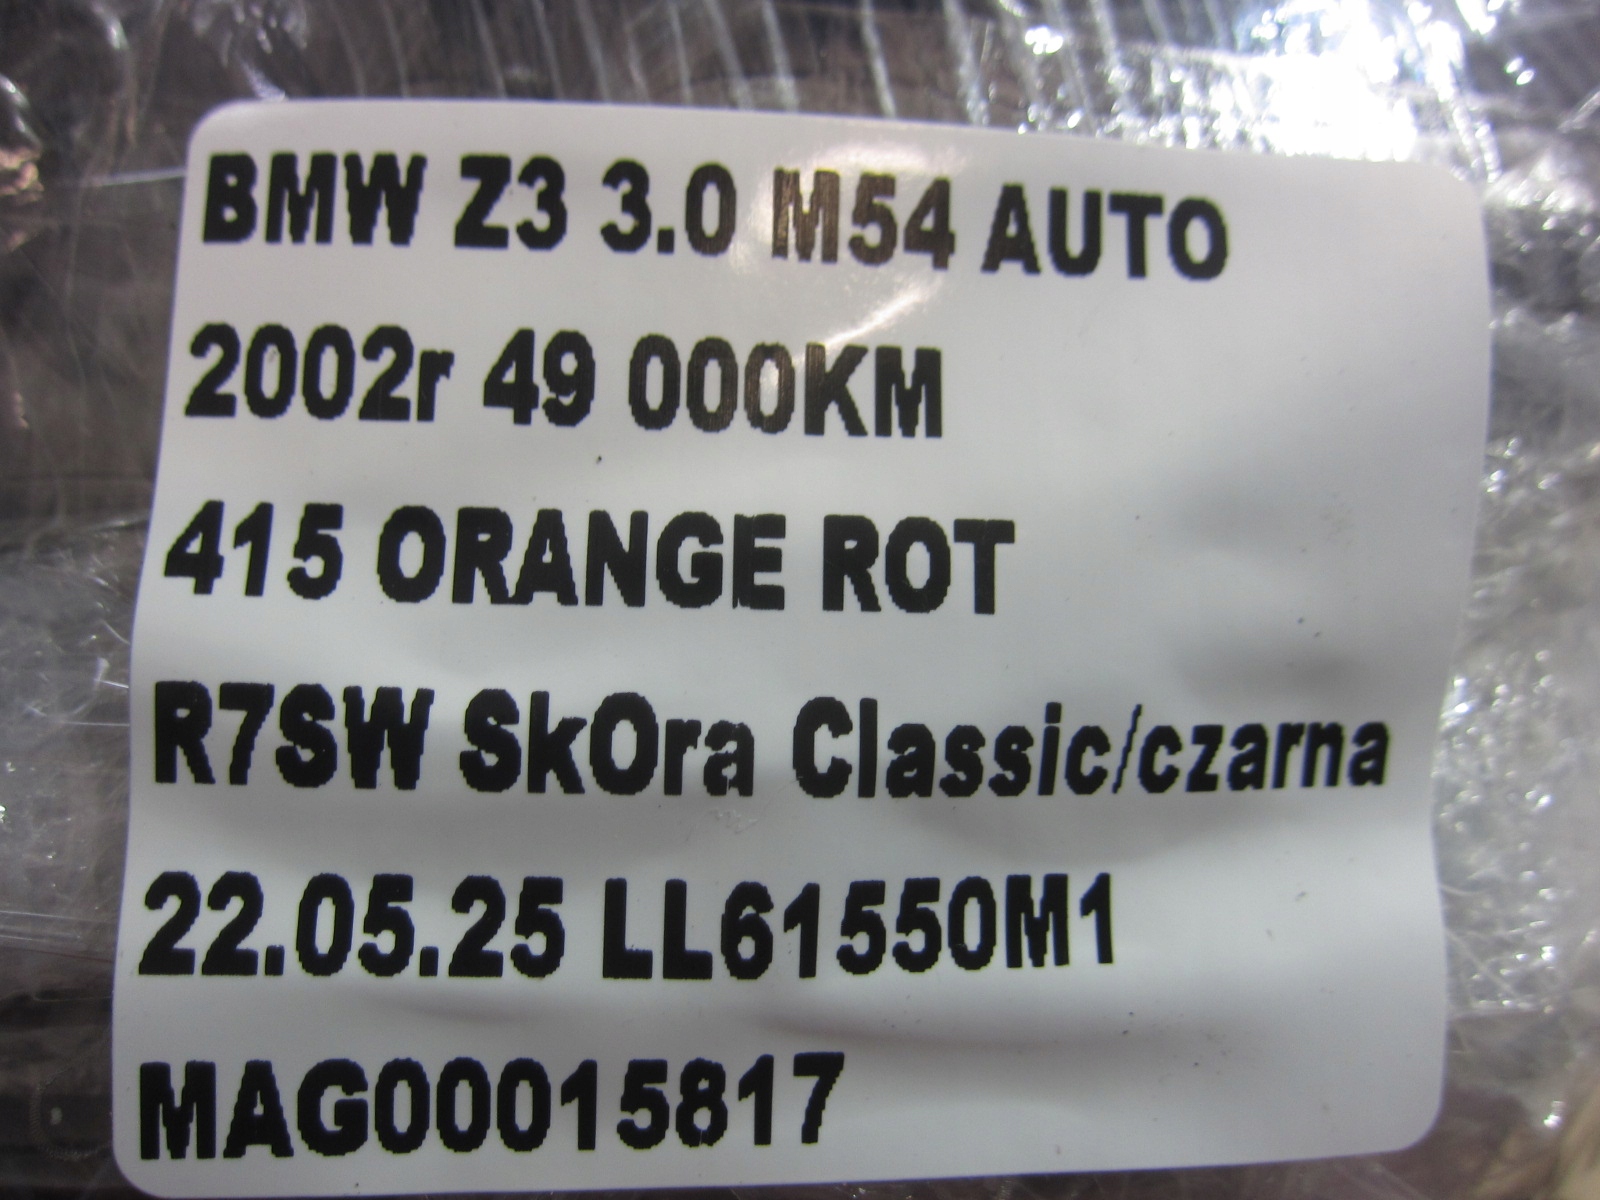 BMW Z3 3.0 M54 AUTO
2002r 49 000KM
415 ORANGE ROT
R7SW SkOra Classic/czarna
22.05.25 LL61550M1
MAG00015817